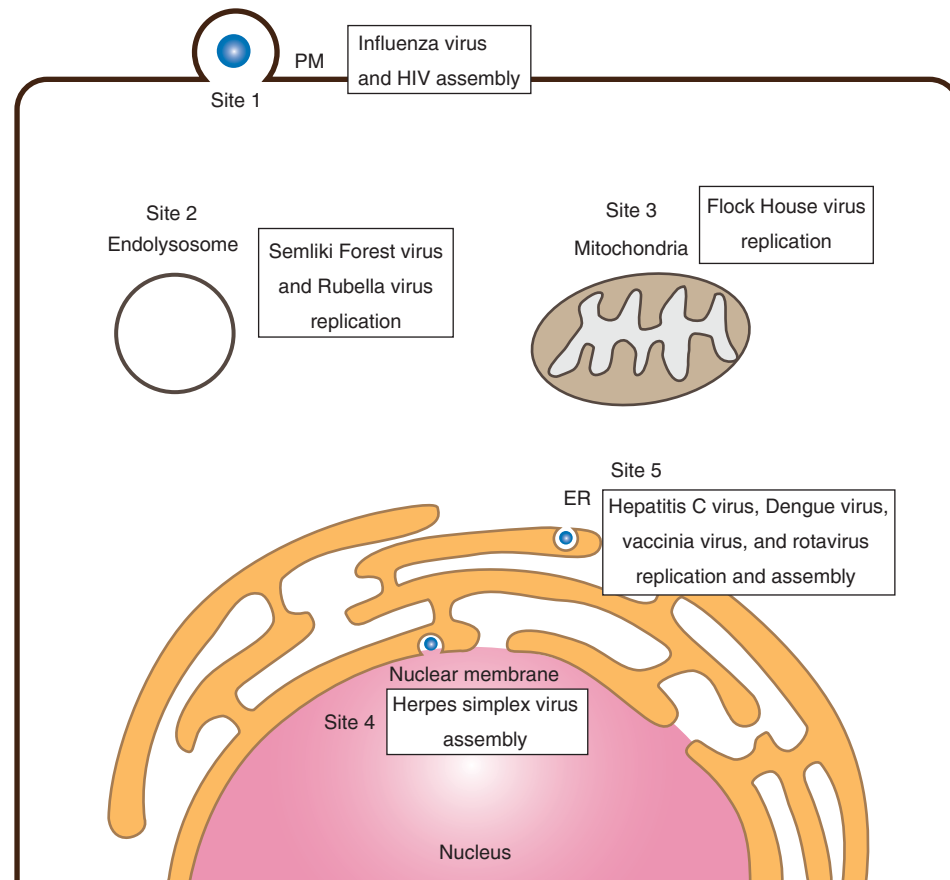 PM
Influenza virus
and HIV assembly
Site 1
Site 2
Endolysosome
Semliki Forest virus
and Rubella virus
replication
Site 3
Mitochondria
Flock House virus
replication
Site 5
ER
Hepatitis C virus, Dengue virus,
vaccinia virus, and rotavirus
replication and assembly
Nuclear membrane
Site 4
Herpes simplex virus
assembly
Nucleus